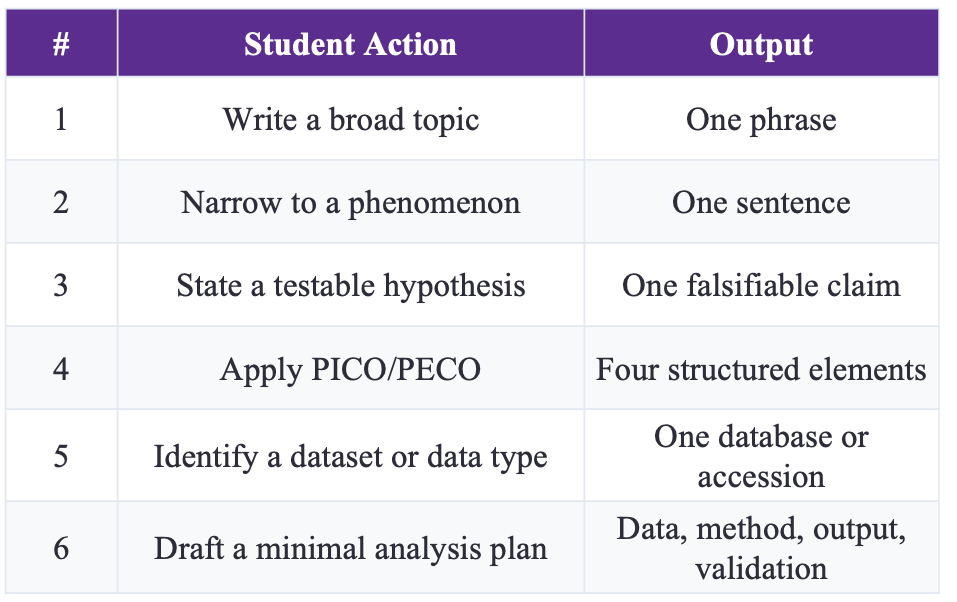 # Student Action Output
1 Write a broad topic One phrase
2 Narrow to a phenomenon One sentence
3 State a testable hypothesis One falsifiable claim
4 Apply PICO/PECO Four structured elements
5 Identify a dataset or data type One database or
accession
6 Draft a minimal analysis plan Data, method, output,
validation